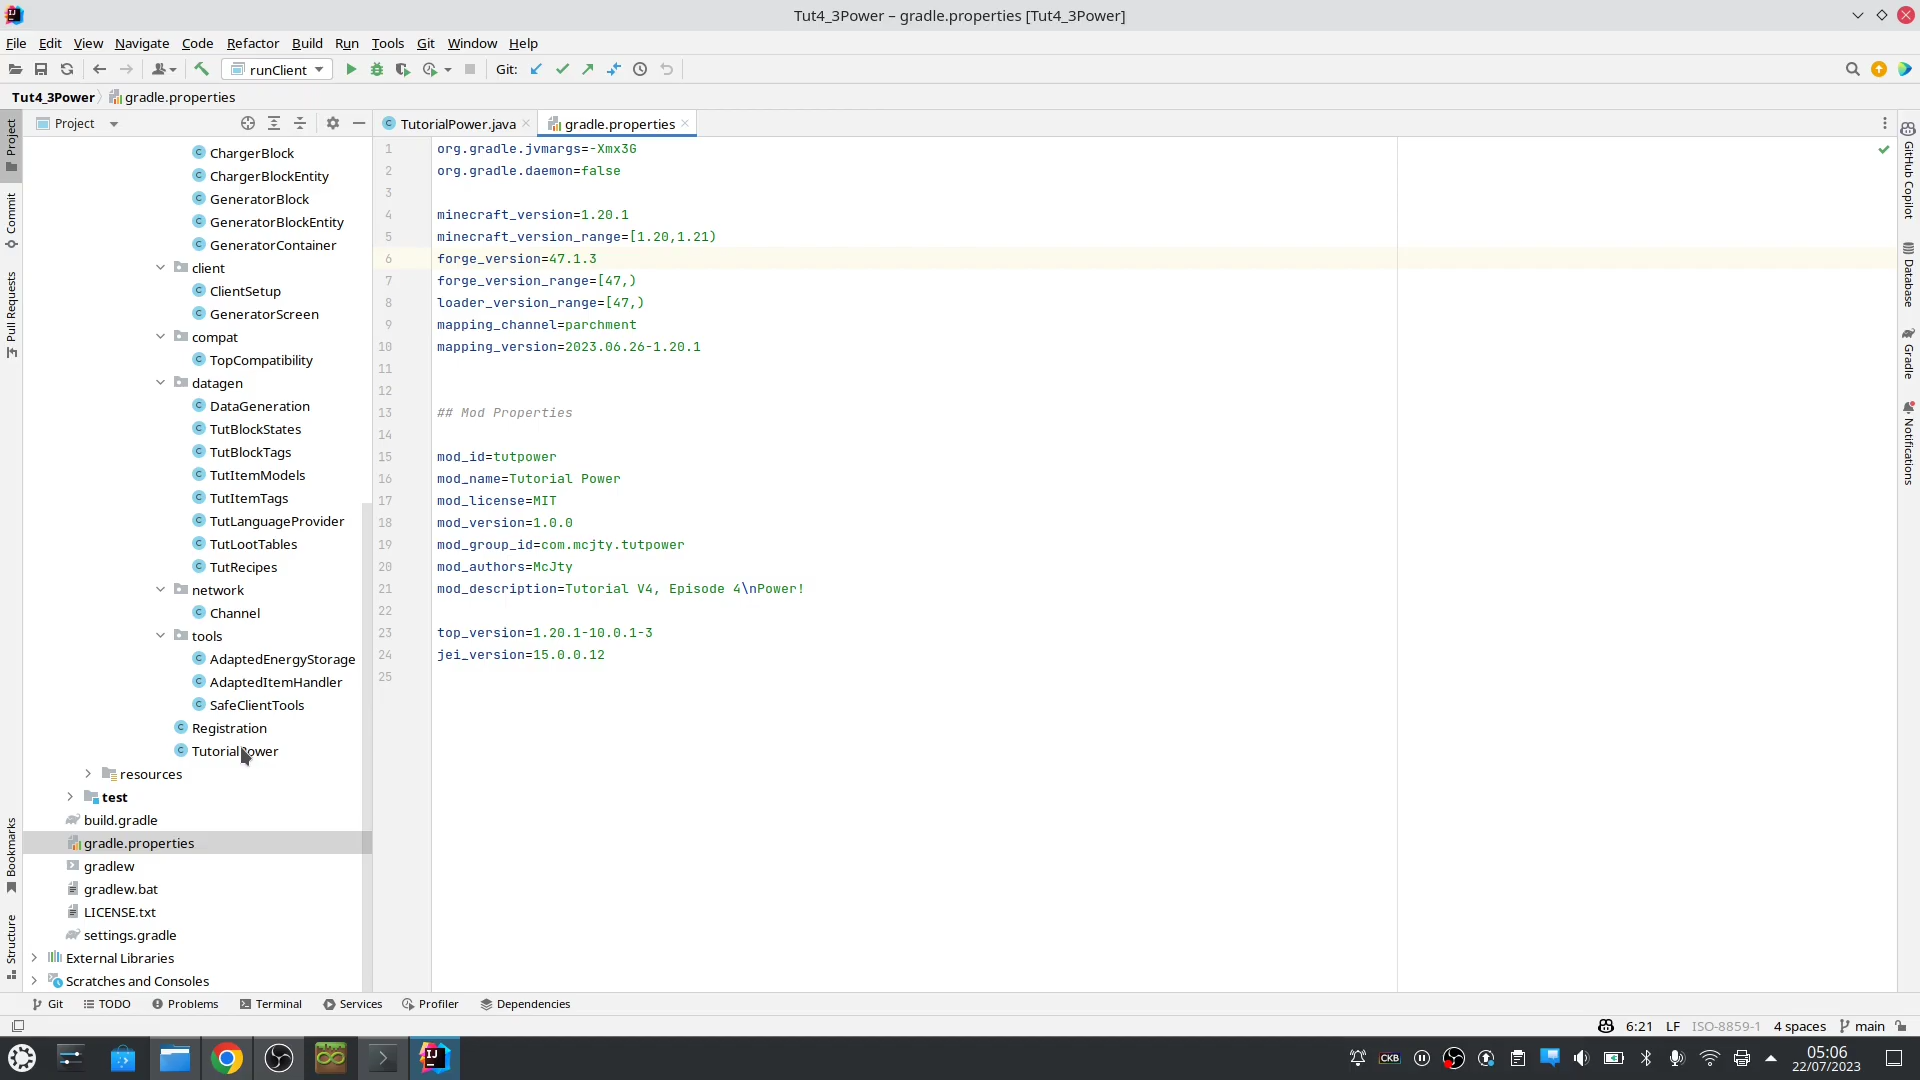 Tut4_3Power – gradle.properties [Tut4_3Power]
File Edit View Navigate Code Refactor Build Run Tools Git Window Help
runClient Git:
Tut4_3Power gradle.properties
Project
TutorialPower.java
gradle.properties
Project
Commit
Pull Requests
Bookmarks
Structure
ChargerBlock
ChargerBlockEntity
GeneratorBlock
GeneratorBlockEntity
GeneratorContainer
client
ClientSetup
GeneratorScreen
compat
TopCompatibility
datagen
DataGeneration
TutBlockStates
TutBlockTags
TutItemModels
TutItemTags
TutLanguageProvider
TutLootTables
TutRecipes
network
Channel
tools
AdaptedEnergyStorage
AdaptedItemHandler
SafeClientTools
Registration
TutorialPower
resources
test
build.gradle
gradle.properties
gradlew
gradlew.bat
LICENSE.txt
settings.gradle
External Libraries
Scratches and Consoles
1 org.gradle.jvmargs=-Xmx3G
2 org.gradle.daemon=false
3
4 minecraft_version=1.20.1
5 minecraft_version_range=[1.20,1.21)
6 forge_version=47.1.3
7 forge_version_range=[47,)
8 loader_version_range=[47,)
9 mapping_channel=parchment
10 mapping_version=2023.06.26-1.20.1
11
12
13 ## Mod Properties
14
15 mod_id=tutpower
16 mod_name=Tutorial Power
17 mod_license=MIT
18 mod_version=1.0.0
19 mod_group_id=com.mcjty.tutpower
20 mod_authors=McJty
21 mod_description=Tutorial V4, Episode 4\nPower!
22
23 top_version=1.20.1-10.0.1-3
24 jei_version=15.0.0.12
25
GitHub Copilot
Database
Gradle
Notifications
Git TODO Problems Terminal Services Profiler Dependencies
6:21 LF ISO-8859-1 4 spaces main
CKB
05:06
22/07/2023